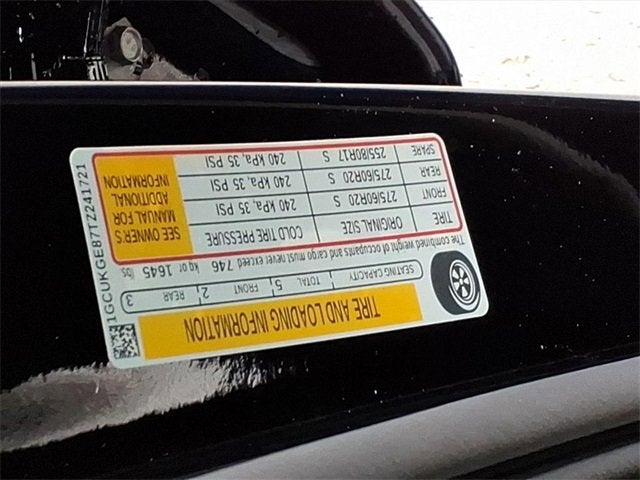 TIRE AND LOADING INFORMATION
SEATING CAPACITY TOTAL 5 FRONT 2 REAR 3
The combined weight of occupants and cargo must never exceed 746 kg or 1645 lbs
TIRE ORIGINAL SIZE COLD TIRE PRESSURE
FRONT 275/60R20 S 240 kPa, 35 PSI
REAR 275/60R20 S 240 kPa, 35 PSI
SPARE 255/80R17 S 240 kPa, 35 PSI
SEE OWNER'S
MANUAL FOR
ADDITIONAL
INFORMATION
1GCUKGEB7TZ241721